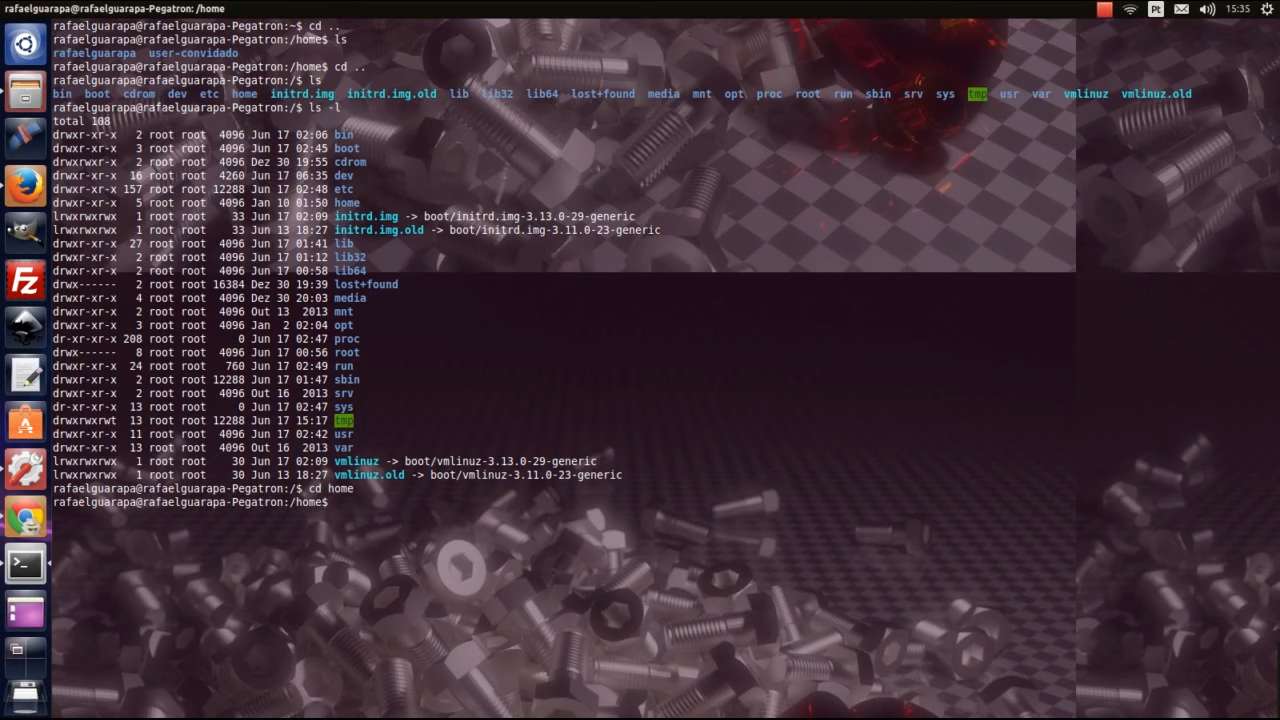 rafaelguarapa@rafaelguarapa-Pegatron: /home
Pt
15:35
rafaelguarapa@rafaelguarapa-Pegatron:~$ cd ..
rafaelguarapa@rafaelguarapa-Pegatron:/home$ ls
rafaelguarapa  user-convidado
rafaelguarapa@rafaelguarapa-Pegatron:/home$ cd ..
rafaelguarapa@rafaelguarapa-Pegatron:/$ ls
bin  boot  cdrom  dev  etc  home  initrd.img  initrd.img.old  lib  lib32  lib64  lost+found  media  mnt  opt  proc  root  run  sbin  srv  sys  tmp  usr  var  vmlinuz  vmlinuz.old
rafaelguarapa@rafaelguarapa-Pegatron:/$ ls -l
total 108
drwxr-xr-x   2 root root  4096 Jun 17 02:06 bin
drwxr-xr-x   3 root root  4096 Jun 17 02:45 boot
drwxrwxr-x   2 root root  4096 Dez 30 19:55 cdrom
drwxr-xr-x  16 root root  4260 Jun 17 06:35 dev
drwxr-xr-x 157 root root 12288 Jun 17 02:48 etc
drwxr-xr-x   5 root root  4096 Jan 10 01:50 home
lrwxrwxrwx   1 root root    33 Jun 17 02:09 initrd.img -> boot/initrd.img-3.13.0-29-generic
lrwxrwxrwx   1 root root    33 Jun 13 18:27 initrd.img.old -> boot/initrd.img-3.11.0-23-generic
drwxr-xr-x  27 root root  4096 Jun 17 01:41 lib
drwxr-xr-x   2 root root  4096 Jun 17 01:12 lib32
drwxr-xr-x   2 root root  4096 Jun 17 00:58 lib64
drwx------   2 root root 16384 Dez 30 19:39 lost+found
drwxr-xr-x   4 root root  4096 Dez 30 20:03 media
drwxr-xr-x   2 root root  4096 Out 13  2013 mnt
drwxr-xr-x   3 root root  4096 Jan  2 02:04 opt
dr-xr-xr-x 208 root root     0 Jun 17 02:47 proc
drwx------   8 root root  4096 Jun 17 00:56 root
drwxr-xr-x  24 root root   760 Jun 17 02:49 run
drwxr-xr-x   2 root root 12288 Jun 17 01:47 sbin
drwxr-xr-x   2 root root  4096 Out 16  2013 srv
dr-xr-xr-x  13 root root     0 Jun 17 02:47 sys
drwxrwxrwt  13 root root 12288 Jun 17 15:17 tmp
drwxr-xr-x  11 root root  4096 Jun 17 02:42 usr
drwxr-xr-x  13 root root  4096 Out 16  2013 var
lrwxrwxrwx   1 root root    30 Jun 17 02:09 vmlinuz -> boot/vmlinuz-3.13.0-29-generic
lrwxrwxrwx   1 root root    30 Jun 13 18:27 vmlinuz.old -> boot/vmlinuz-3.11.0-23-generic
rafaelguarapa@rafaelguarapa-Pegatron:/$ cd home
rafaelguarapa@rafaelguarapa-Pegatron:/home$
Fz